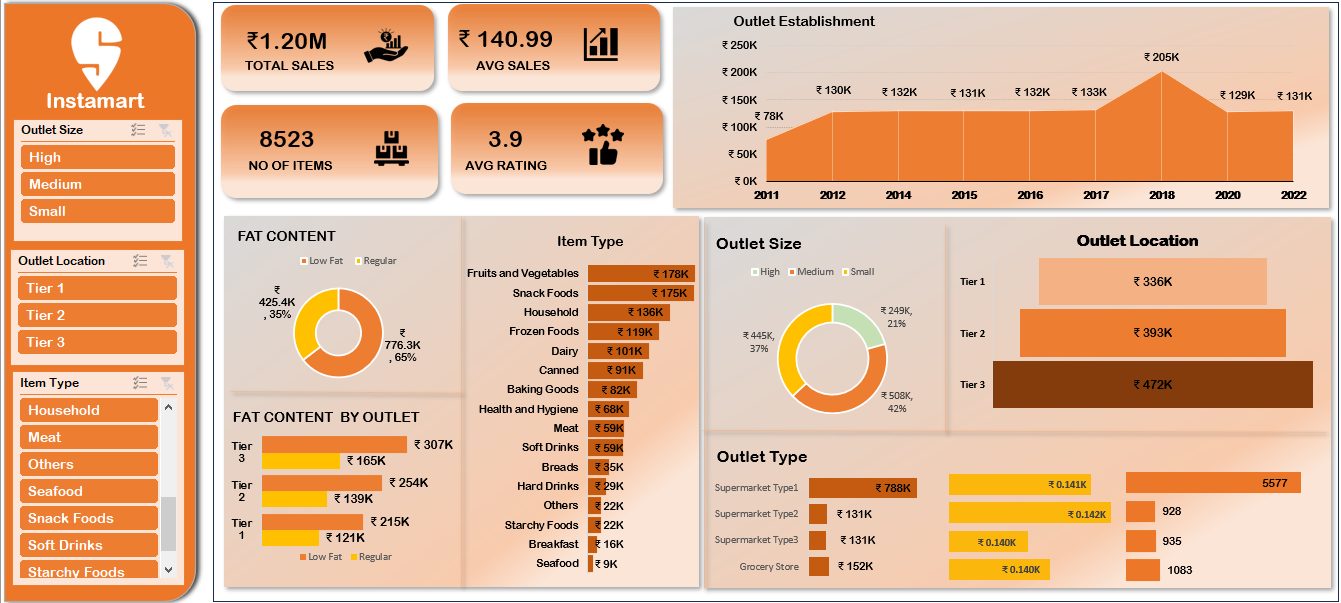 Instamart
Outlet Size
High
Medium
Small
Outlet Location
Tier 1
Tier 2
Tier 3
Item Type
Household
Meat
Others
Seafood
Snack Foods
Soft Drinks
Starchy Foods
₹1.20M
TOTAL SALES
₹ 140.99
AVG SALES
8523
NO OF ITEMS
3.9
AVG RATING
Outlet Establishment
₹ 250K
₹ 200K
₹ 150K
₹ 100K
₹ 50K
₹ 0K
₹ 78K
₹ 130K
₹ 132K
₹ 131K
₹ 132K
₹ 133K
₹ 205K
₹ 129K
₹ 131K
2011 2012 2014 2015 2016 2017 2018 2020 2022
FAT CONTENT
Low Fat Regular
₹
425.4K
, 35%
₹
776.3K
, 65%
FAT CONTENT BY OUTLET
Tier
3
₹ 307K
₹ 165K
Tier
2
₹ 254K
₹ 139K
Tier
1
₹ 215K
₹ 121K
Low Fat Regular
Item Type
Fruits and Vegetables ₹ 178K
Snack Foods ₹ 175K
Household ₹ 136K
Frozen Foods ₹ 119K
Dairy ₹ 101K
Canned ₹ 91K
Baking Goods ₹ 82K
Health and Hygiene ₹ 68K
Meat ₹ 59K
Soft Drinks ₹ 59K
Breads ₹ 35K
Hard Drinks ₹ 29K
Others ₹ 22K
Starchy Foods ₹ 22K
Breakfast ₹ 16K
Seafood ₹ 9K
Outlet Size
High Medium Small
₹ 249K,
21%
₹ 445K,
37%
₹ 508K,
42%
Outlet Location
Tier 1 ₹ 336K
Tier 2 ₹ 393K
Tier 3 ₹ 472K
Outlet Type
Supermarket Type1 ₹ 788K ₹ 0.141K 5577
Supermarket Type2 ₹ 131K ₹ 0.142K 928
Supermarket Type3 ₹ 131K ₹ 0.140K 935
Grocery Store ₹ 152K ₹ 0.140K 1083